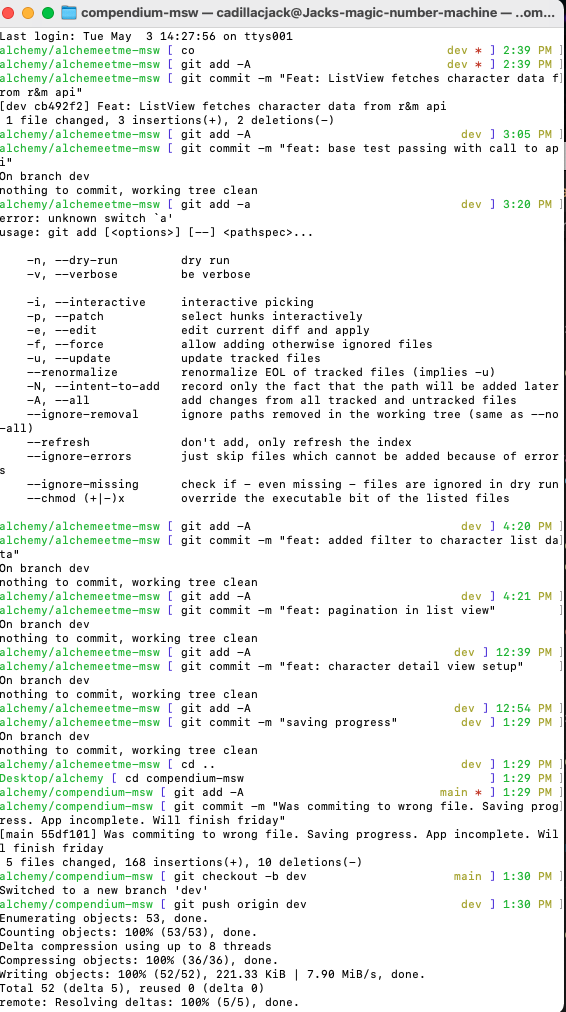 compendium-msw — cadillacjack@Jacks-magic-number-machine — ..om...
Last login: Tue May  3 14:27:56 on ttys001
alchemy/alchemeetme-msw [ co                                    dev * ] 2:39 PM ]
alchemy/alchemeetme-msw [ git add -A                            dev * ] 2:39 PM ]
alchemy/alchemeetme-msw [ git commit -m "Feat: ListView fetches character data f]
rom r&m api"
[dev cb492f2] Feat: ListView fetches character data from r&m api
 1 file changed, 3 insertions(+), 2 deletions(-)
alchemy/alchemeetme-msw [ git add -A                              dev ] 3:05 PM ]
alchemy/alchemeetme-msw [ git commit -m "feat: base test passing with call to ap]
i"
On branch dev
nothing to commit, working tree clean
alchemy/alchemeetme-msw [ git add -a                              dev ] 3:20 PM ]
error: unknown switch `a'
usage: git add [<options>] [--] <pathspec>...
    -n, --dry-run         dry run
    -v, --verbose         be verbose
    -i, --interactive     interactive picking
    -p, --patch           select hunks interactively
    -e, --edit            edit current diff and apply
    -f, --force           allow adding otherwise ignored files
    -u, --update          update tracked files
    --renormalize         renormalize EOL of tracked files (implies -u)
    -N, --intent-to-add   record only the fact that the path will be added later
    -A, --all             add changes from all tracked and untracked files
    --ignore-removal      ignore paths removed in the working tree (same as --no
-all)
    --refresh             don't add, only refresh the index
    --ignore-errors       just skip files which cannot be added because of error
s
    --ignore-missing      check if - even missing - files are ignored in dry run
    --chmod (+|-)x        override the executable bit of the listed files
alchemy/alchemeetme-msw [ git add -A                              dev ] 4:20 PM ]
alchemy/alchemeetme-msw [ git commit -m "feat: added filter to character list da]
ta"
On branch dev
nothing to commit, working tree clean
alchemy/alchemeetme-msw [ git add -A                              dev ] 4:21 PM ]
alchemy/alchemeetme-msw [ git commit -m "feat: pagination in list view"         ]
On branch dev
nothing to commit, working tree clean
alchemy/alchemeetme-msw [ git add -A                             dev ] 12:39 PM ]
alchemy/alchemeetme-msw [ git commit -m "feat: character detail view setup"     ]
On branch dev
nothing to commit, working tree clean
alchemy/alchemeetme-msw [ git add -A                             dev ] 12:54 PM ]
alchemy/alchemeetme-msw [ git commit -m "saving progress"         dev ] 1:29 PM ]
On branch dev
nothing to commit, working tree clean
alchemy/alchemeetme-msw [ cd ..                                   dev ] 1:29 PM ]
Desktop/alchemy [ cd compendium-msw                                   ] 1:29 PM ]
alchemy/compendium-msw [ git add -A                            main * ] 1:29 PM ]
alchemy/compendium-msw [ git commit -m "Was commiting to wrong file. Saving prog]
ress. App incomplete. Will finish friday"
[main 55df101] Was commiting to wrong file. Saving progress. App incomplete. Wil
l finish friday
 5 files changed, 168 insertions(+), 10 deletions(-)
alchemy/compendium-msw [ git checkout -b dev                     main ] 1:30 PM ]
Switched to a new branch 'dev'
alchemy/compendium-msw [ git push origin dev                      dev ] 1:30 PM ]
Enumerating objects: 53, done.
Counting objects: 100% (53/53), done.
Delta compression using up to 8 threads
Compressing objects: 100% (36/36), done.
Writing objects: 100% (52/52), 221.33 KiB | 7.90 MiB/s, done.
Total 52 (delta 5), reused 0 (delta 0)
remote: Resolving deltas: 100% (5/5), done.